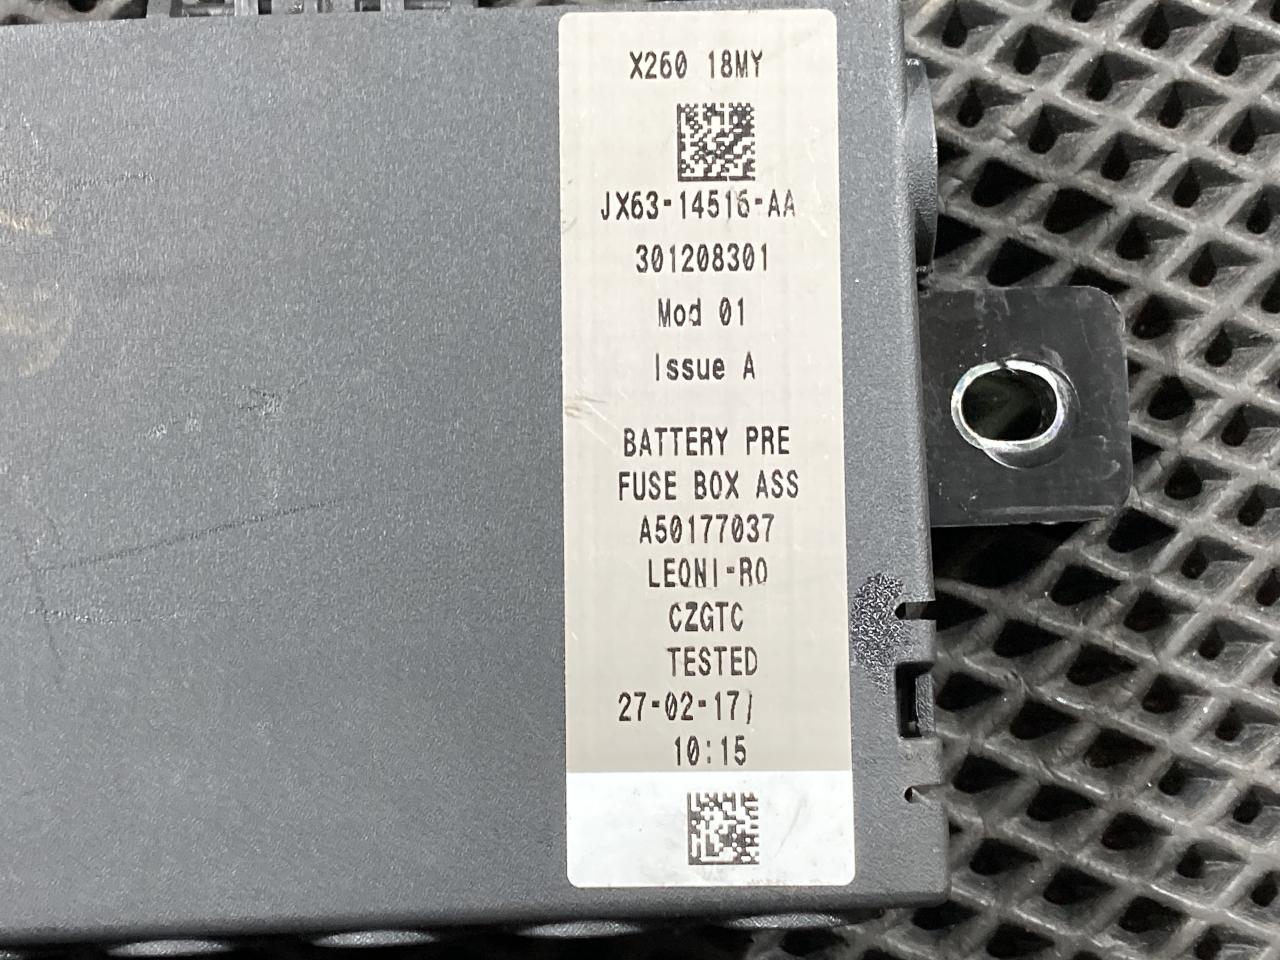 X260 18MY
JX63-14516-AA
301208301
Mod 01
Issue A
BATTERY PRE
FUSE BOX ASS
A50177037
LEONI-RO
CZGTC
TESTED
27-02-17/
10:15